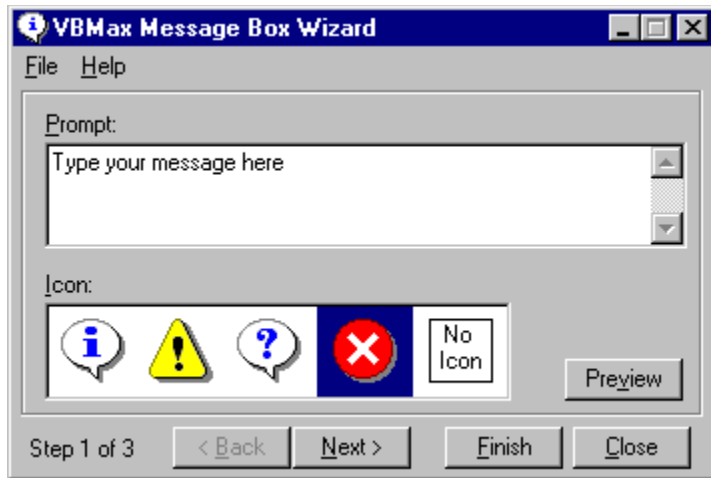 VBMax Message Box Wizard
File Help
Prompt:
Type your message here
Icon:
No
Icon
Preview
Step 1 of 3 < Back Next > Finish Close